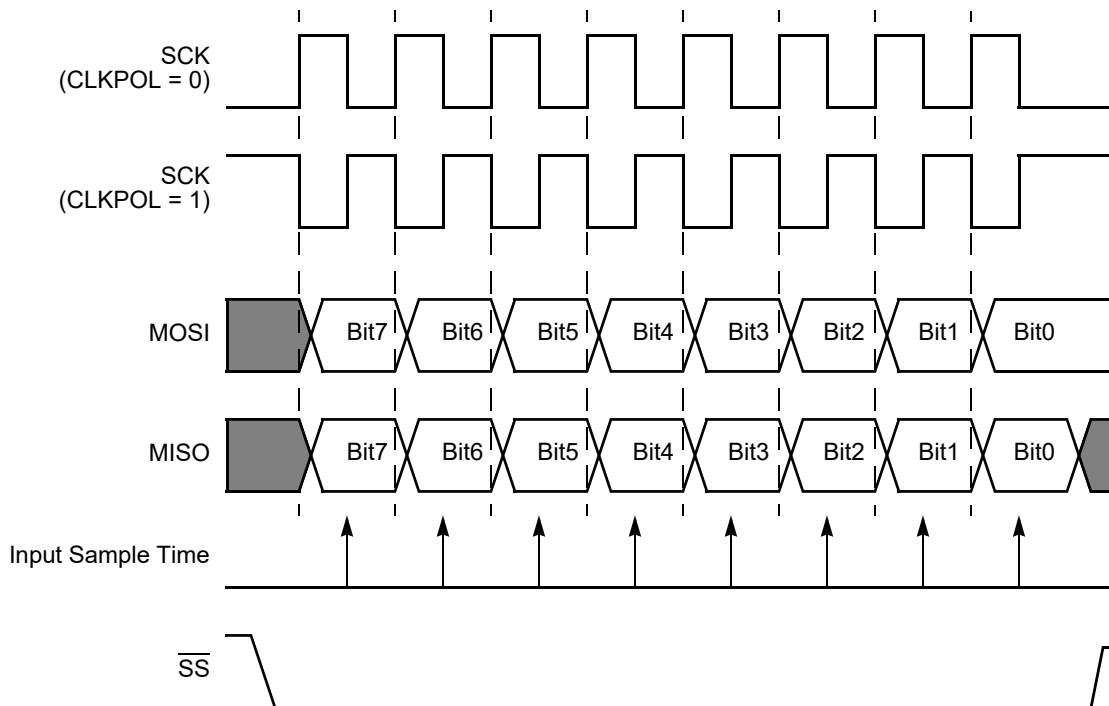 SCK
(CLKPOL = 0)
SCK
(CLKPOL = 1)
MOSI
Bit7 Bit6 Bit5 Bit4 Bit3 Bit2 Bit1 Bit0
MISO
Bit7 Bit6 Bit5 Bit4 Bit3 Bit2 Bit1 Bit0
Input Sample Time
SS